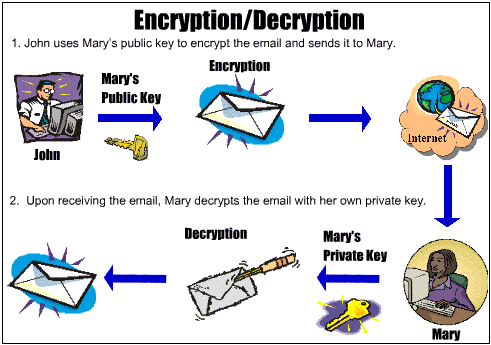 Encryption/Decryption
1. John uses Mary's public key to encrypt the email and sends it to Mary.
Mary's
Public Key
Encryption
John
Internet
2. Upon receiving the email, Mary decrypts the email with her own private key.
Decryption
Mary's
Private Key
Mary